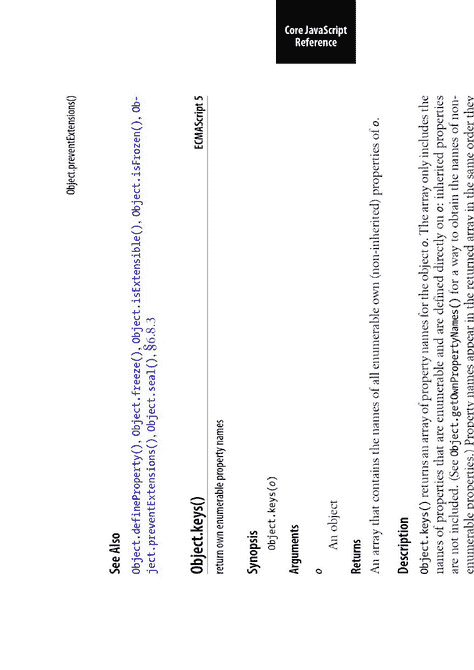 Core JavaScript
Reference
Object.preventExtensions()
See Also
Object.defineProperty(), Object.freeze(), Object.isExtensible(), Object.isFrozen(), Ob-
ject.preventExtensions(), Object.seal(), §6.8.3
Object.keys()
ECMAScript 5
return own enumerable property names
Synopsis
Object.keys(o)
Arguments
o
An object
Returns
An array that contains the names of all enumerable own (non-inherited) properties of o.
Description
Object.keys() returns an array of property names for the object o. The array only includes the
names of properties that are enumerable and are defined directly on o: inherited properties
are not included. (See Object.getOwnPropertyNames() for a way to obtain the names of non-
enumerable properties.) Property names appear in the returned array in the same order they